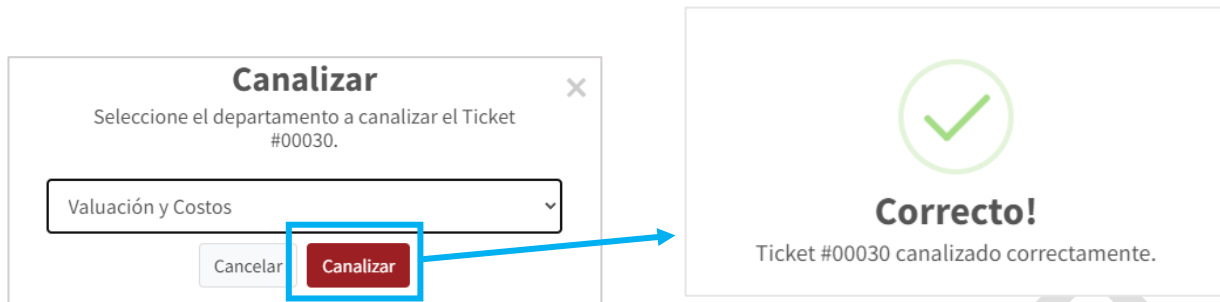 Canalizar
×
Seleccione el departamento a canalizar el Ticket
#00030.
Valuación y Costos
Cancelar
Canalizar
Correcto!
Ticket #00030 canalizado correctamente.